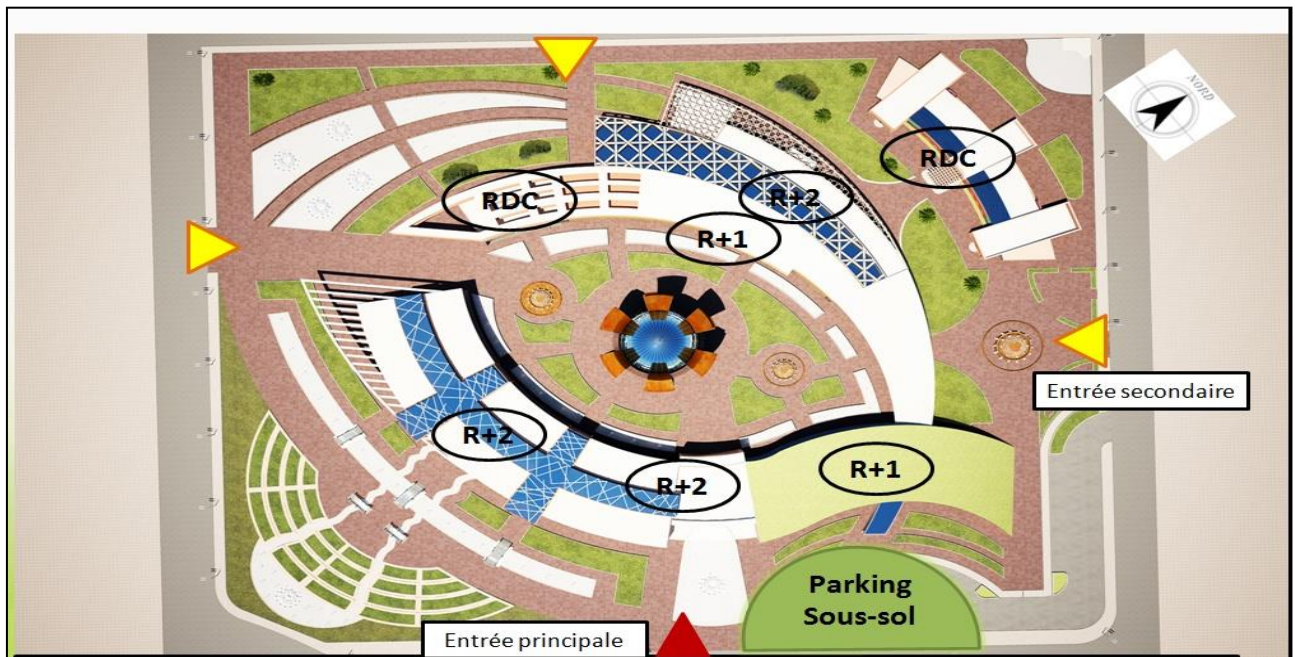 NORD
RDC
RDC
R+2
R+1
Entrée secondaire
R+2
R+1
R+2
Parking
Sous-sol
Entrée principale